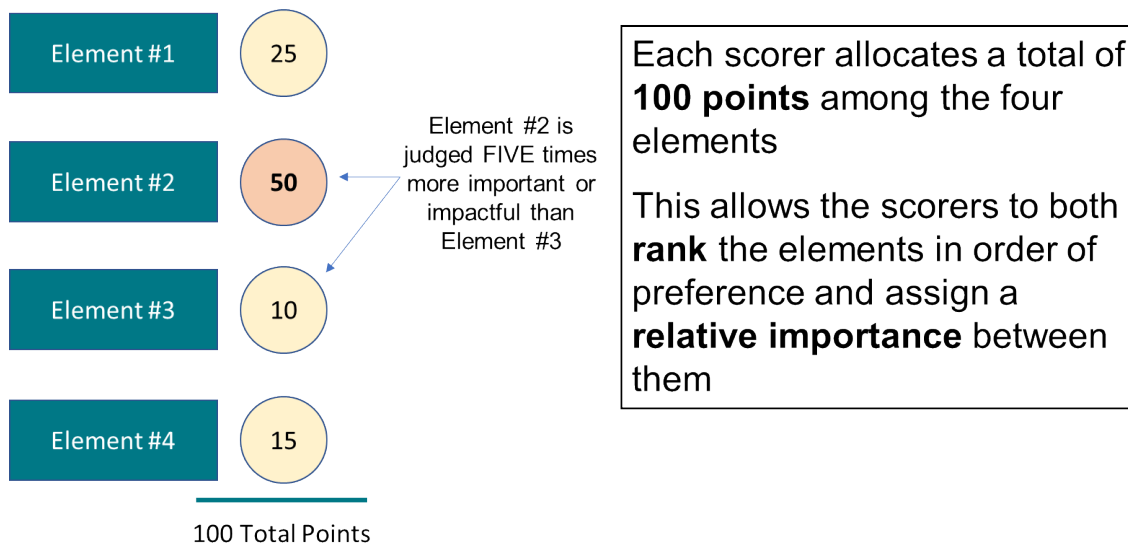 Element #1
25
Element #2
50
Element #3
10
Element #4
15
100 Total Points
Element #2 is
judged FIVE times
more important or
impactful than
Element #3
Each scorer allocates a total of
100 points among the four
elements
This allows the scorers to both
rank the elements in order of
preference and assign a
relative importance between
them